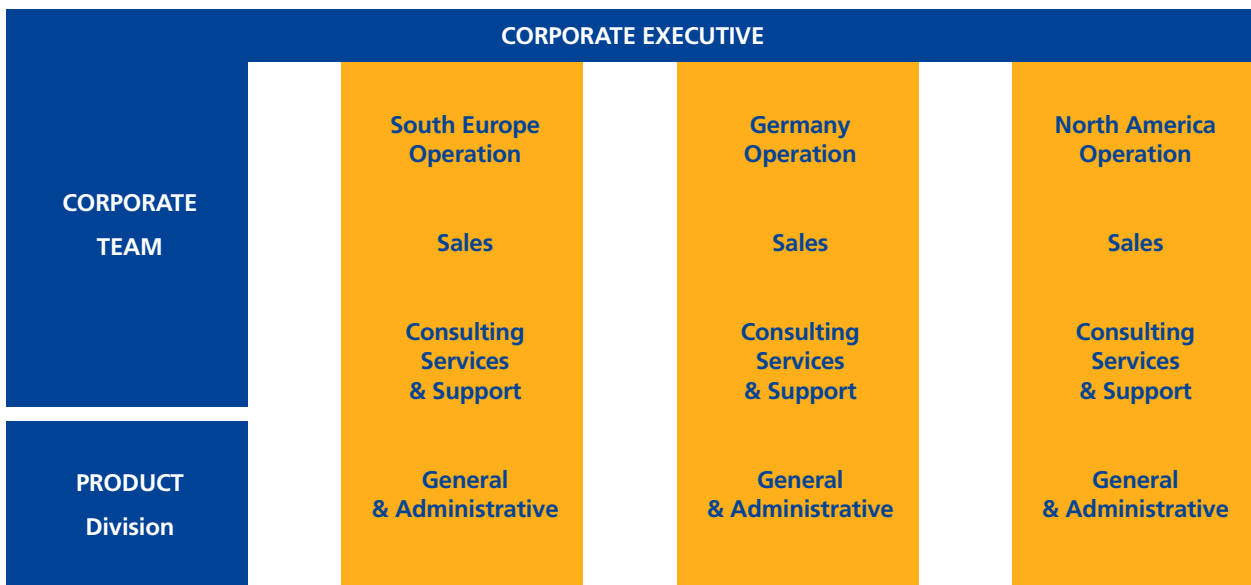 CORPORATE EXECUTIVE
CORPORATE
TEAM
PRODUCT
Division
South Europe
Operation
Sales
Consulting
Services
& Support
General
& Administrative
Germany
Operation
Sales
Consulting
Services
& Support
General
& Administrative
North America
Operation
Sales
Consulting
Services
& Support
General
& Administrative